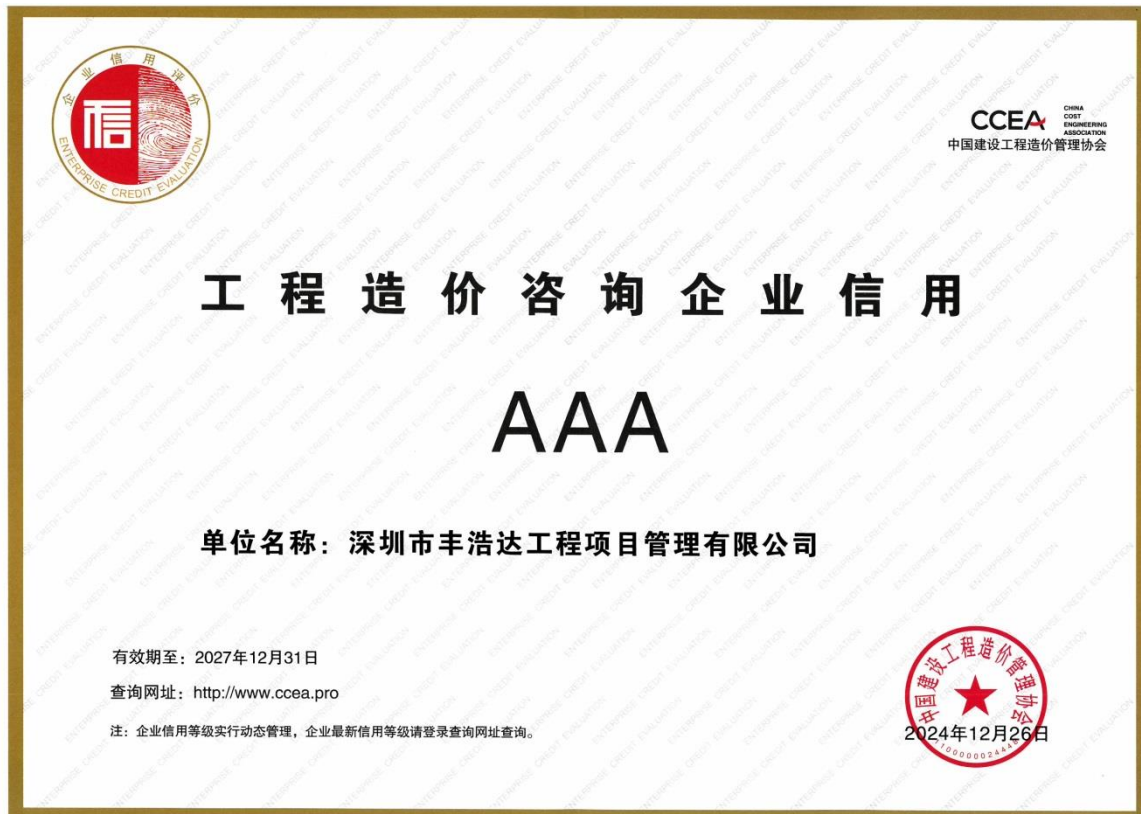 企业信用评价
信
ENTERPRISE CREDIT EVALUATION
CCEA
CHINA
COST
ENGINEERING
ASSOCIATION
中国建设工程造价管理协会
工程造价咨询企业信用
AAA
单位名称：深圳市丰浩达工程项目管理有限公司
有效期至：2027年12月31日
查询网址：http://www.ccea.pro
注：企业信用等级实行动态管理，企业最新信用等级请登录查询网址查询。
中国建设工程造价管理协会
2024年12月26日